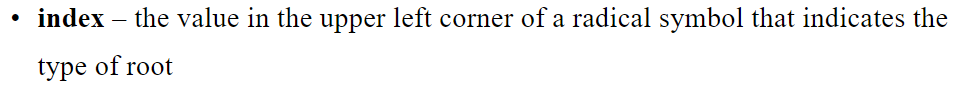 • index – the value in the upper left corner of a radical symbol that indicates the
type of root